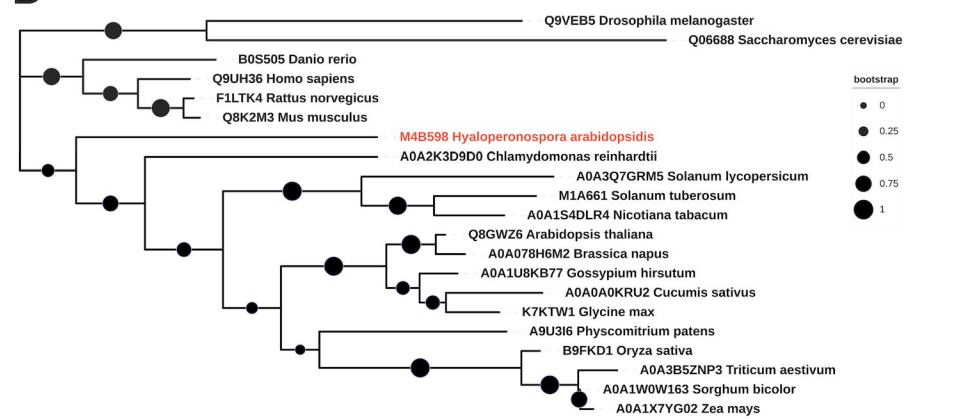 Q9VEB5 Drosophila melanogaster
Q06688 Saccharomyces cerevisiae
B0S505 Danio rerio
Q9UH36 Homo sapiens
F1LTK4 Rattus norvegicus
Q8K2M3 Mus musculus
M4B598 Hyaloperonospora arabidopsidis
A0A2K3D9D0 Chlamydomonas reinhardtii
A0A3Q7GRM5 Solanum lycopersicum
M1A661 Solanum tuberosum
A0A1S4DLR4 Nicotiana tabacum
Q8GWZ6 Arabidopsis thaliana
A0A078H6M2 Brassica napus
A0A1U8KB77 Gossypium hirsutum
A0A0A0KRU2 Cucumis sativus
K7KTW1 Glycine max
A9U3I6 Physcomitrium patens
B9FKD1 Oryza sativa
A0A3B5ZNP3 Triticum aestivum
A0A1W0W163 Sorghum bicolor
A0A1X7YG02 Zea mays
bootstrap
0
0.25
0.5
0.75
1